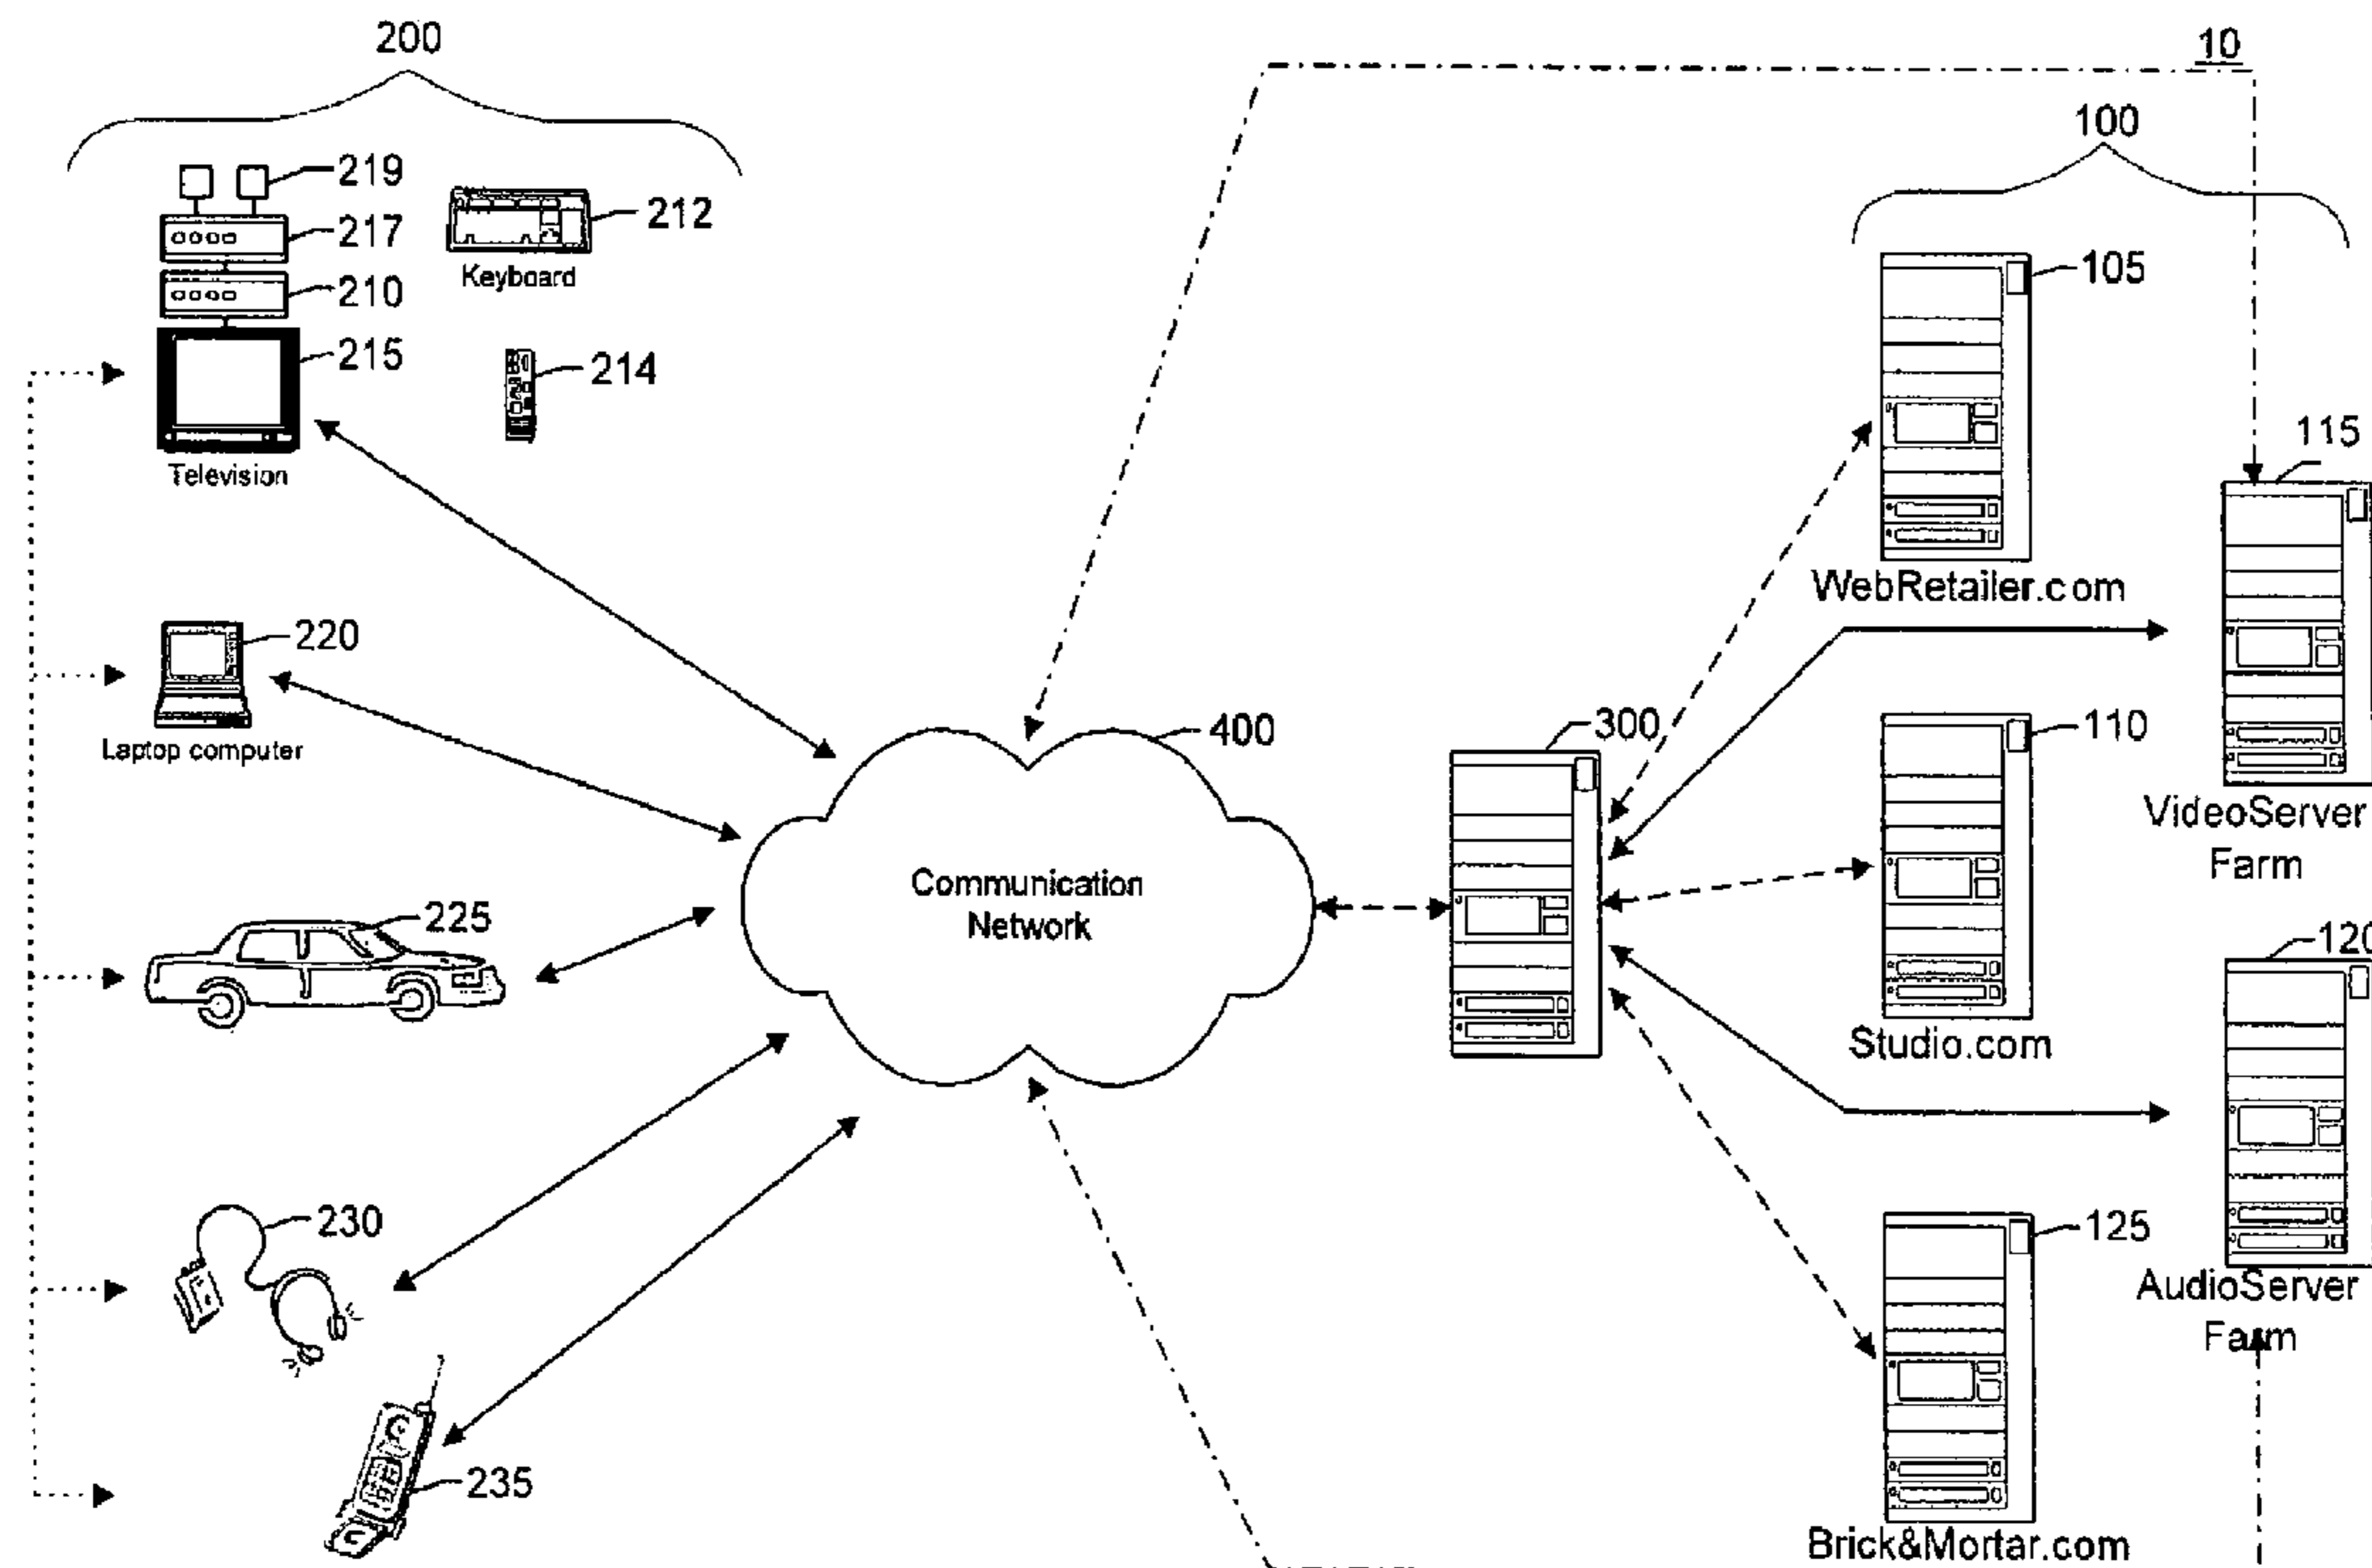 200
10
100
219
212
217
Keyboard
210
105
215
214
Television
115
WebRetailer.com
220
Laptop computer
400
300
110
VideoServer
Farm
Communication
Network
225
120
Studio.com
230
125
AudioServer
Farm
235
Brick&Mortar.com